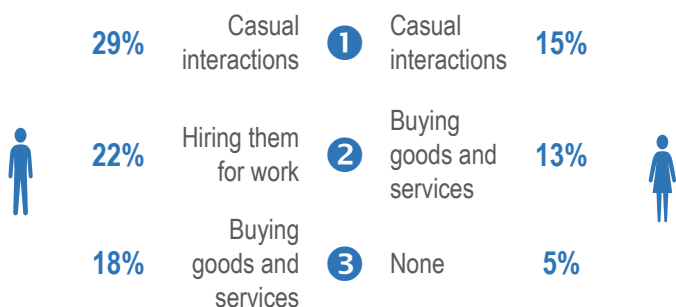 29% Casual interactions 1 Casual interactions 15%
22% Hiring them for work 2 Buying goods and services 13%
18% Buying goods and services 3 None 5%